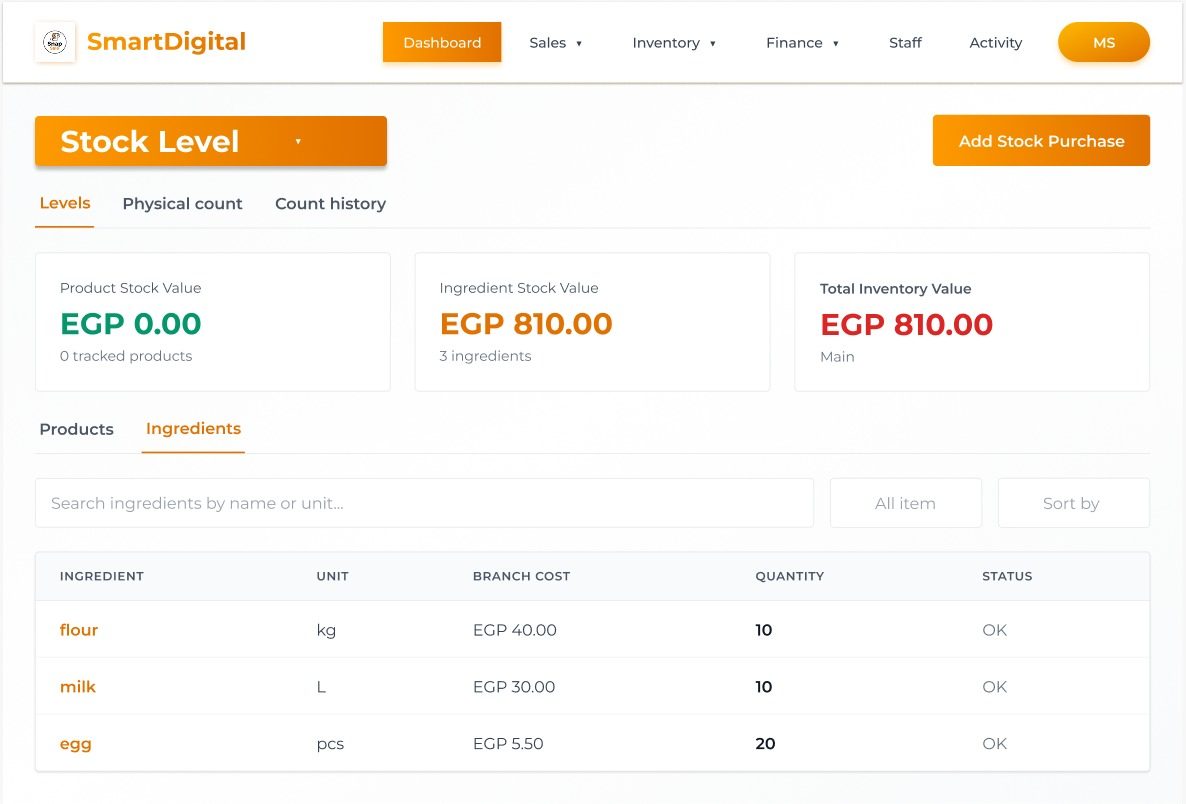 Snap
SmartDigital
Dashboard
Sales ▾
Inventory ▾
Finance ▾
Staff
Activity
MS
Stock Level ▾
Add Stock Purchase
Levels
Physical count
Count history
Product Stock Value
EGP 0.00
0 tracked products
Ingredient Stock Value
EGP 810.00
3 ingredients
Total Inventory Value
EGP 810.00
Main
Products
Ingredients
Search ingredients by name or unit...
All item
Sort by
INGREDIENT UNIT BRANCH COST QUANTITY STATUS
flour kg EGP 40.00 10 OK
milk L EGP 30.00 10 OK
egg pcs EGP 5.50 20 OK